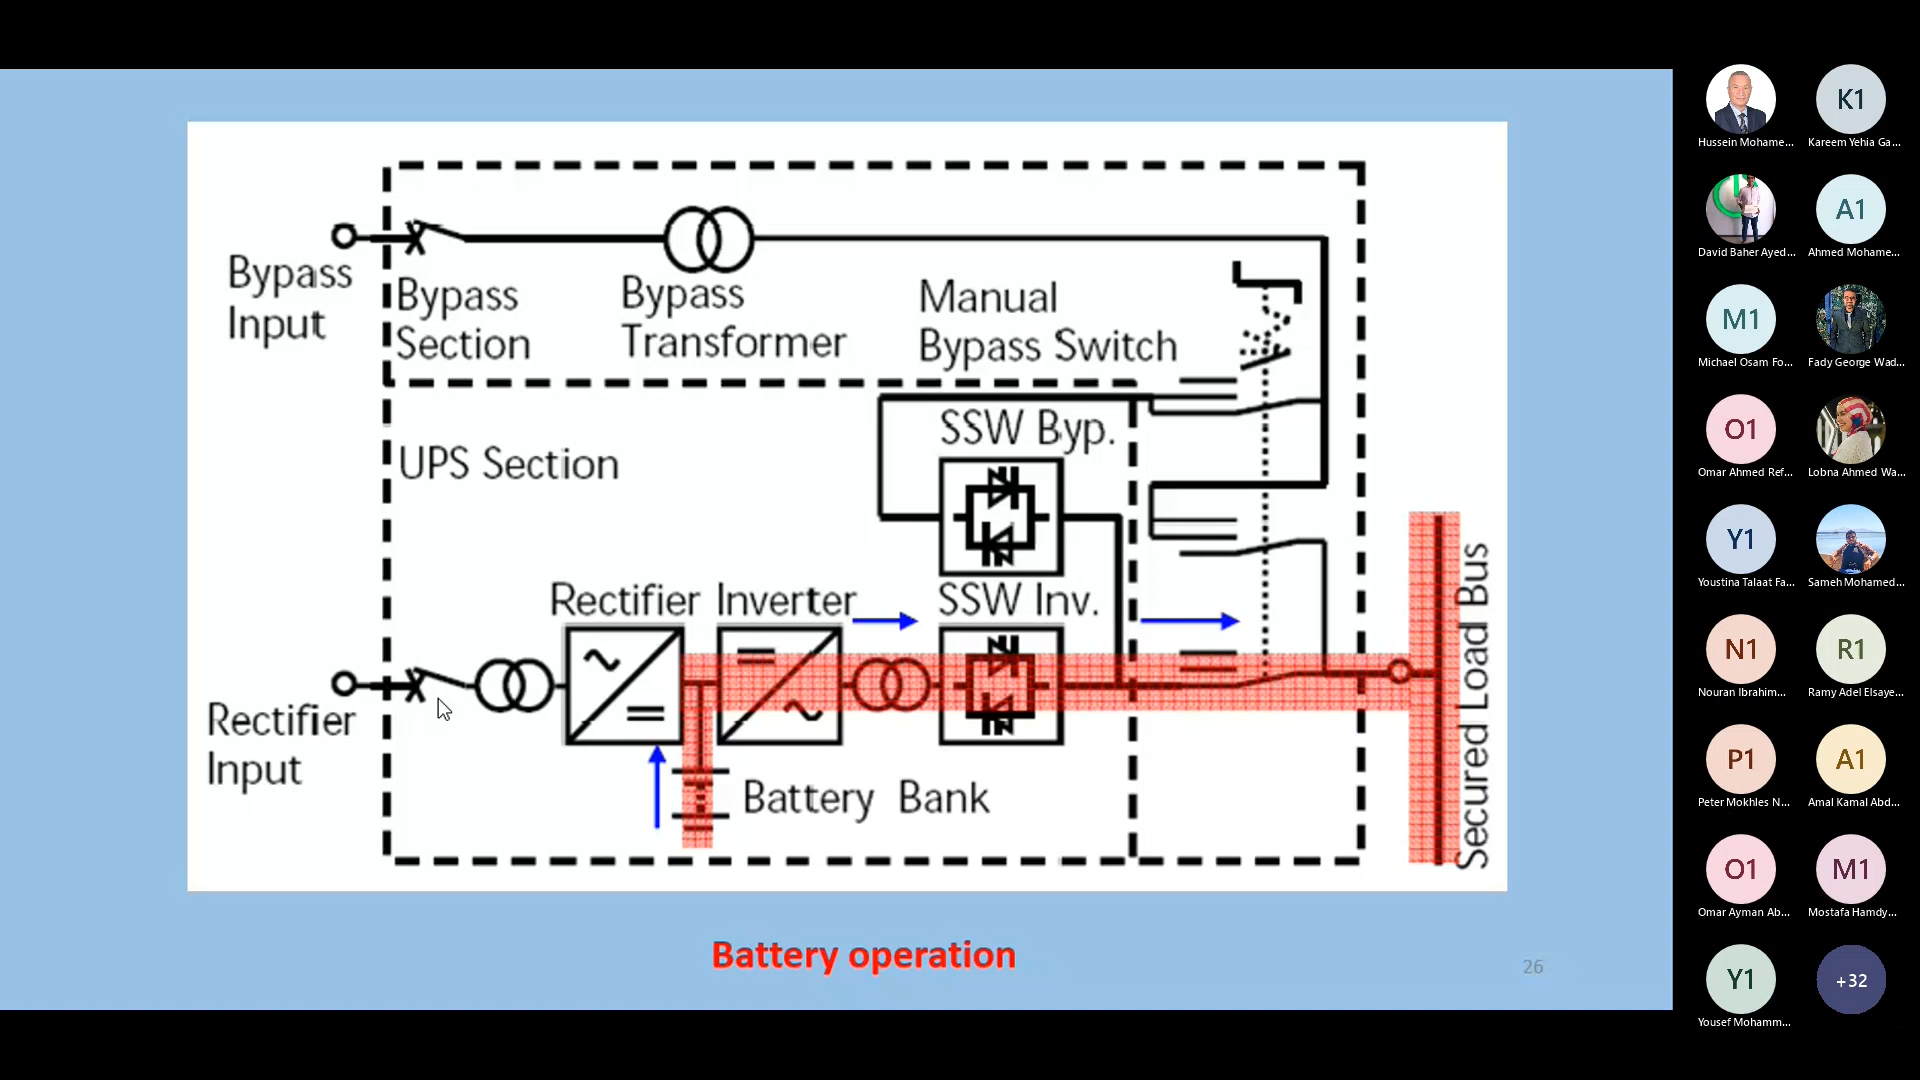 Bypass
Input
Bypass
Section
Bypass
Transformer
Manual
Bypass Switch
SSW Byp.
UPS Section
Rectifier
Inverter
SSW Inv.
Rectifier
Input
Battery Bank
Secured Load Bus
Battery operation
26
Hussein Mohame...
K1
Kareem Yehia Ga...
David Baher Ayed...
A1
Ahmed Mohame...
M1
Michael Osam Fo...
Fady George Wad...
O1
Omar Ahmed Ref...
Lobna Ahmed Wa...
Y1
Youstina Talaat Fa...
Sameh Mohamed...
N1
Nouran Ibrahim...
R1
Ramy Adel Elsaye...
P1
Peter Mokhles N...
A1
Amal Kamal Abd...
O1
Omar Ayman Ab...
M1
Mostafa Hamdy...
Y1
Yousef Mohamm...
+32